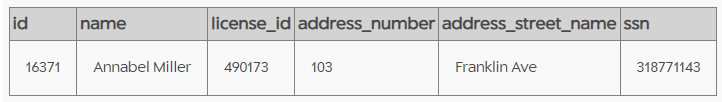 id name license_id address_number address_street_name ssn
16371 Annabel Miller 490173 103 Franklin Ave 318771143